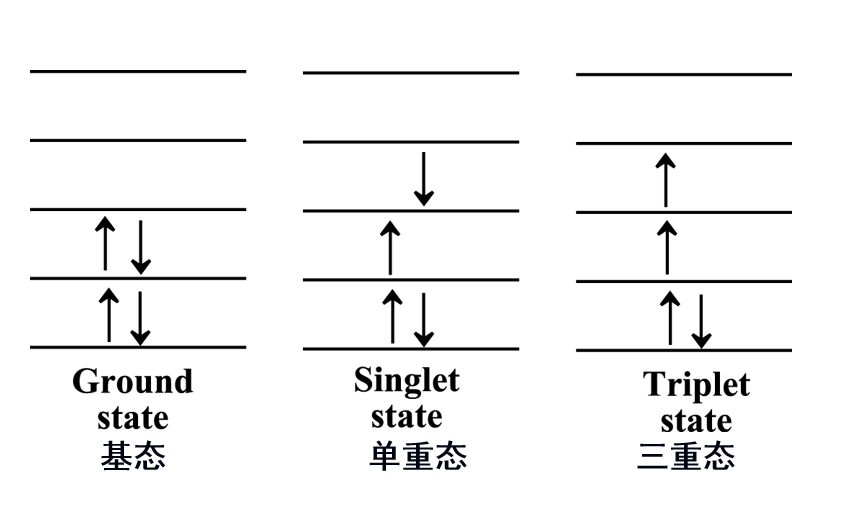 Ground
state
基态
Singlet
state
单重态
Triplet
state
三重态